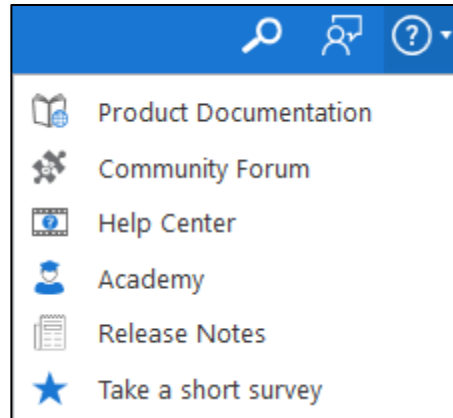 Product Documentation
Community Forum
Help Center
Academy
Release Notes
Take a short survey